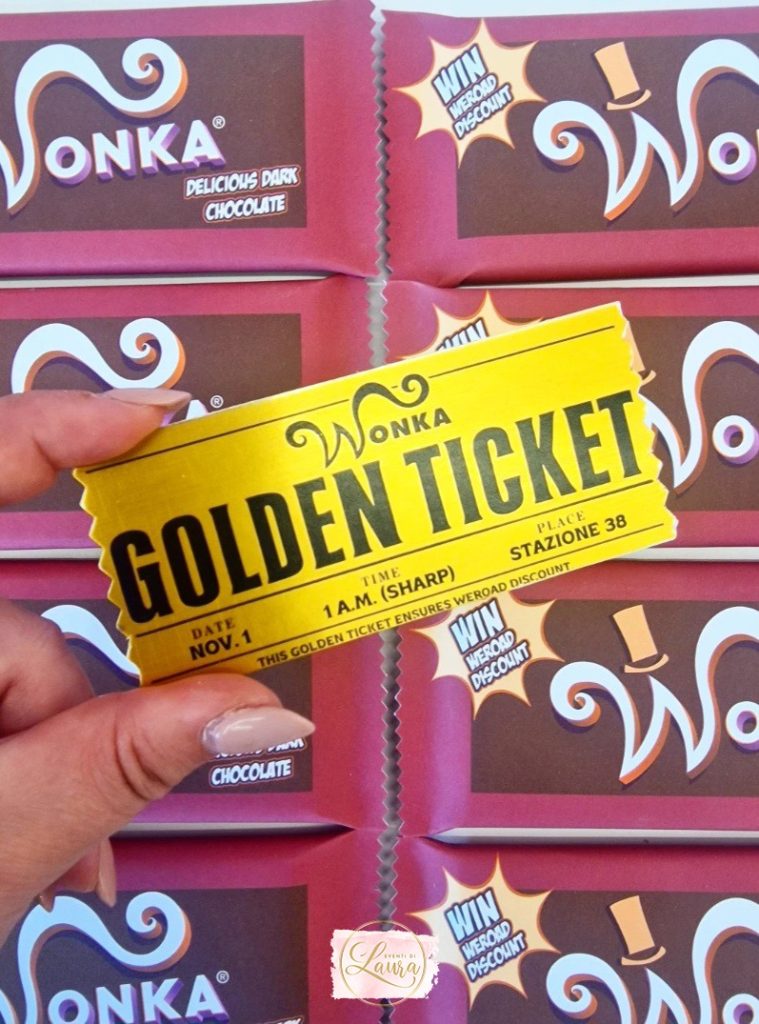 WONKA®
DELICIOUS DARK
CHOCOLATE
WIN
WEROAD
DISCOUNT
WONKA
GOLDEN TICKET
DATE
NOV. 1
TIME
1 A.M. (SHARP)
PLACE
STAZIONE 38
THIS GOLDEN TICKET ENSURES WEROAD DISCOUNT
WIN
WEROAD
DISCOUNT
CHOCOLATE
WIN
WEROAD
DISCOUNT
WONKA®
EVENTI DI
Laura